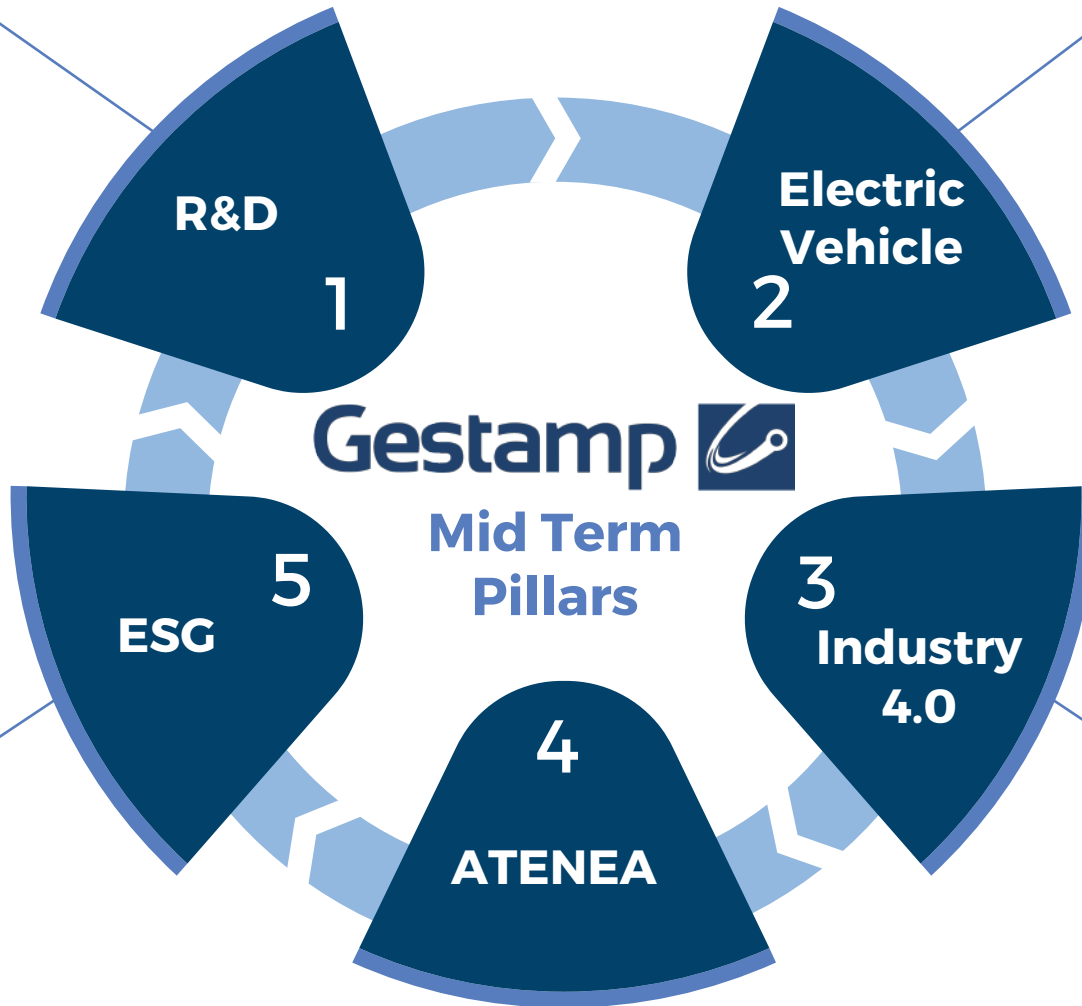 R&D
1
Electric
Vehicle
2
Gestamp
Mid Term
Pillars
3
Industry
4.0
4
ATENEA
5
ESG